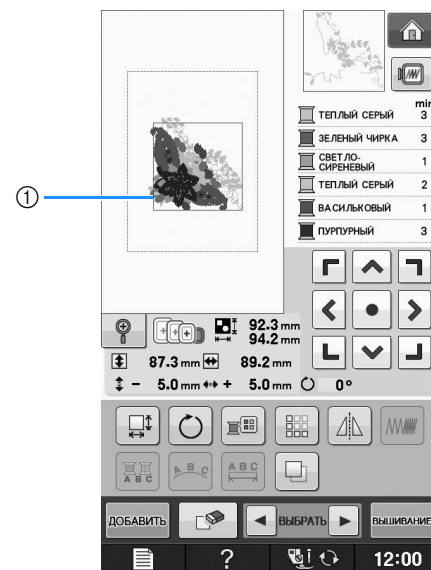 min
ТЕПЛЫЙ СЕРЫЙ 3
ЗЕЛЕНЫЙ ЧИРКА 3
СВЕТЛО-
СИРЕНЕВЫЙ 1
ТЕПЛЫЙ СЕРЫЙ 2
ВАСИЛЬКОВЫЙ 1
ПУРПУРНЫЙ 3
①
92.3 mm
94.2 mm
87.3 mm 89.2 mm
- 5.0 mm + 5.0 mm 0°
A B C A B C A B C
ДОБАВИТЬ ВЫБРАТЬ ВЫШИВАНИЕ
? 12:00